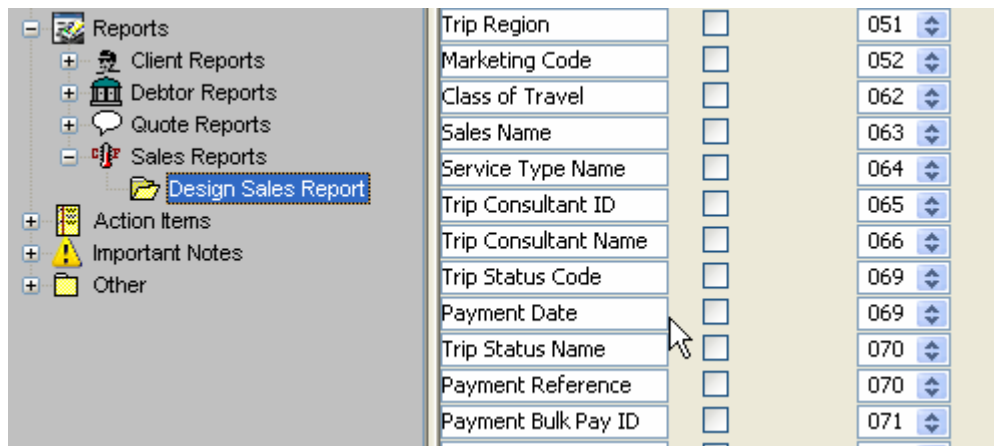 Reports
Client Reports
Debtor Reports
Quote Reports
Sales Reports
Design Sales Report
Action Items
Important Notes
Other
Trip Region 051
Marketing Code 052
Class of Travel 062
Sales Name 063
Service Type Name 064
Trip Consultant ID 065
Trip Consultant Name 066
Trip Status Code 069
Payment Date 069
Trip Status Name 070
Payment Reference 070
Payment Bulk Pay ID 071